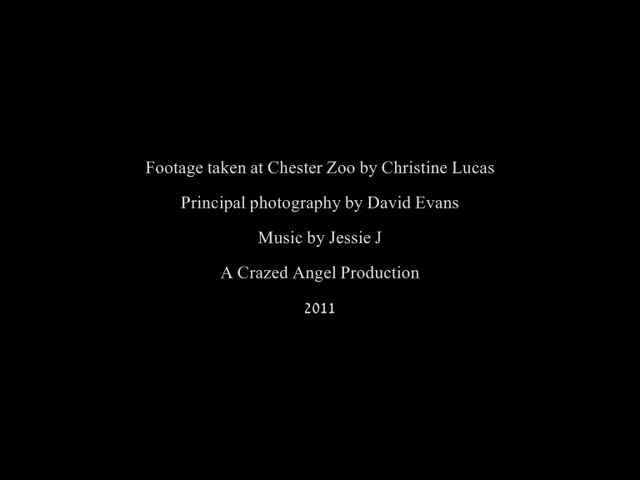 Footage taken at Chester Zoo by Christine Lucas
Principal photography by David Evans
Music by Jessie J
A Crazed Angel Production
2011